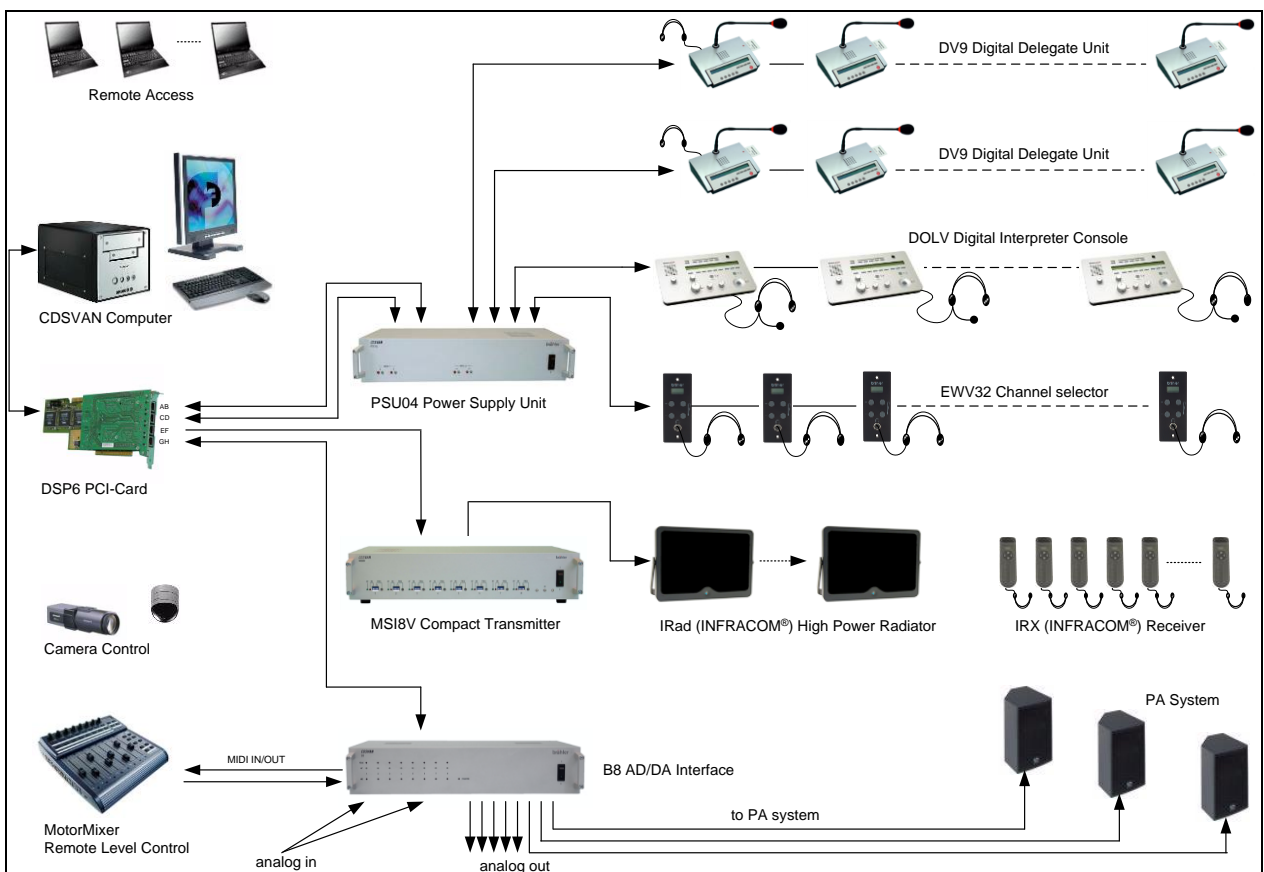 Remote Access
DV9 Digital Delegate Unit
DV9 Digital Delegate Unit
DOLV Digital Interpreter Console
CDSVAN Computer
PSU04 Power Supply Unit
EWV32 Channel selector
AB
CD
EF
GH
DSP6 PCI-Card
MSI8V Compact Transmitter
IRad (INFRACOM®) High Power Radiator
IRX (INFRACOM®) Receiver
Camera Control
PA System
MIDI IN/OUT
B8 AD/DA Interface
to PA system
MotorMixer
Remote Level Control
analog in
analog out